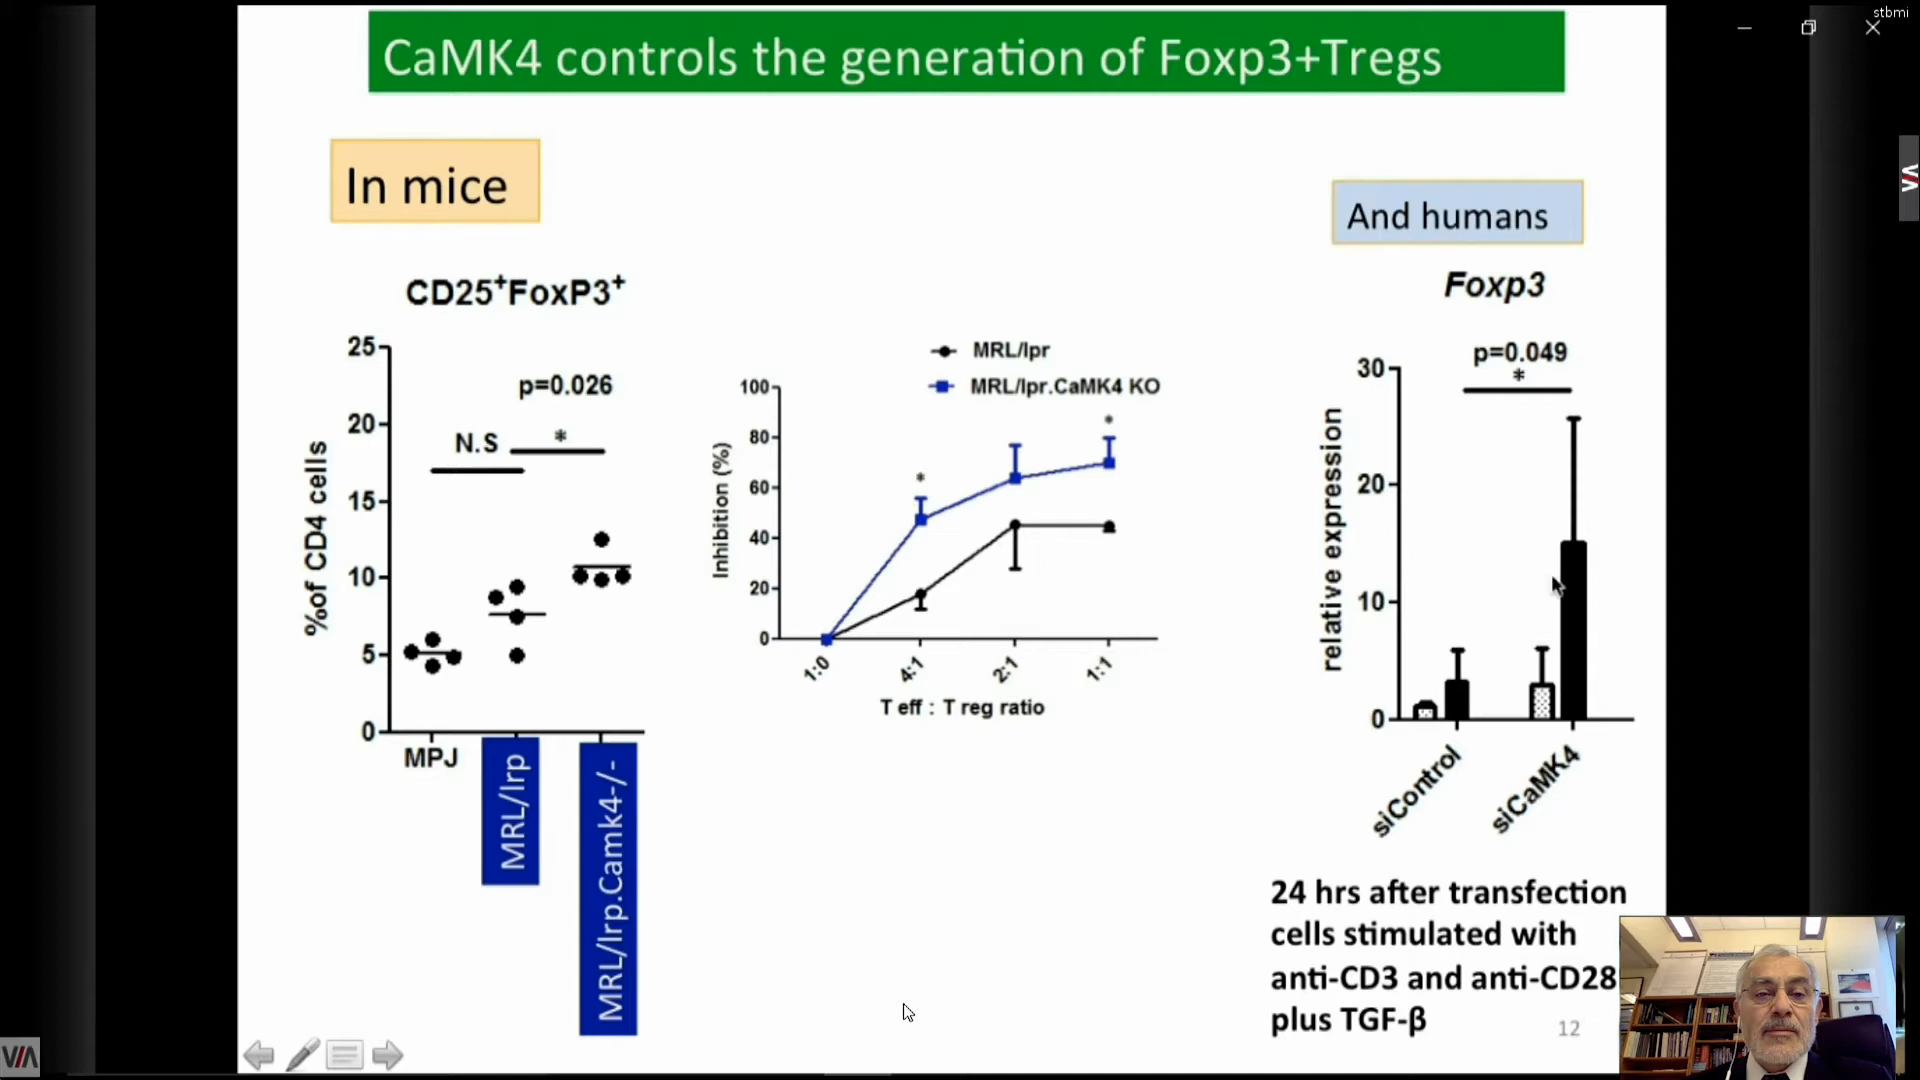 stbmi
CaMK4 controls the generation of Foxp3+Tregs
In mice
And humans
CD25+FoxP3+
25
20
15
10
5
0
%of CD4 cells
p=0.026
N.S
*
MPJ
MRL/lrp
MRL/lrp.Camk4-/-
MRL/lpr
MRL/lpr.CaMK4 KO
100
80
60
40
20
0
Inhibition (%)
*
*
1:0
4:1
2:1
1:1
T eff : T reg ratio
Foxp3
p=0.049
*
30
20
10
0
relative expression
siControl
siCaMK4
24 hrs after transfection
cells stimulated with
anti-CD3 and anti-CD28
plus TGF-β
12